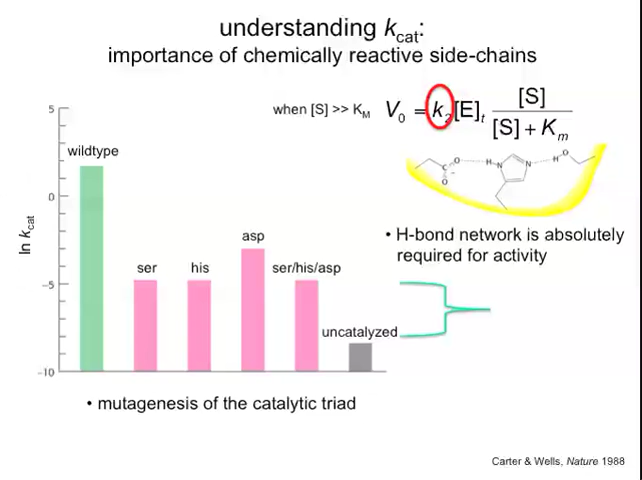 understanding kcat:
importance of chemically reactive side-chains
when [S] >> KM V0 = k2[E]t [S] / [S] + Km
5
wildtype
0
ln kcat
-5
-10
ser
his
asp
ser/his/asp
uncatalyzed
O
C
O
-
H
N
N
H
O
• H-bond network is absolutely
required for activity
• mutagenesis of the catalytic triad
Carter & Wells, Nature 1988